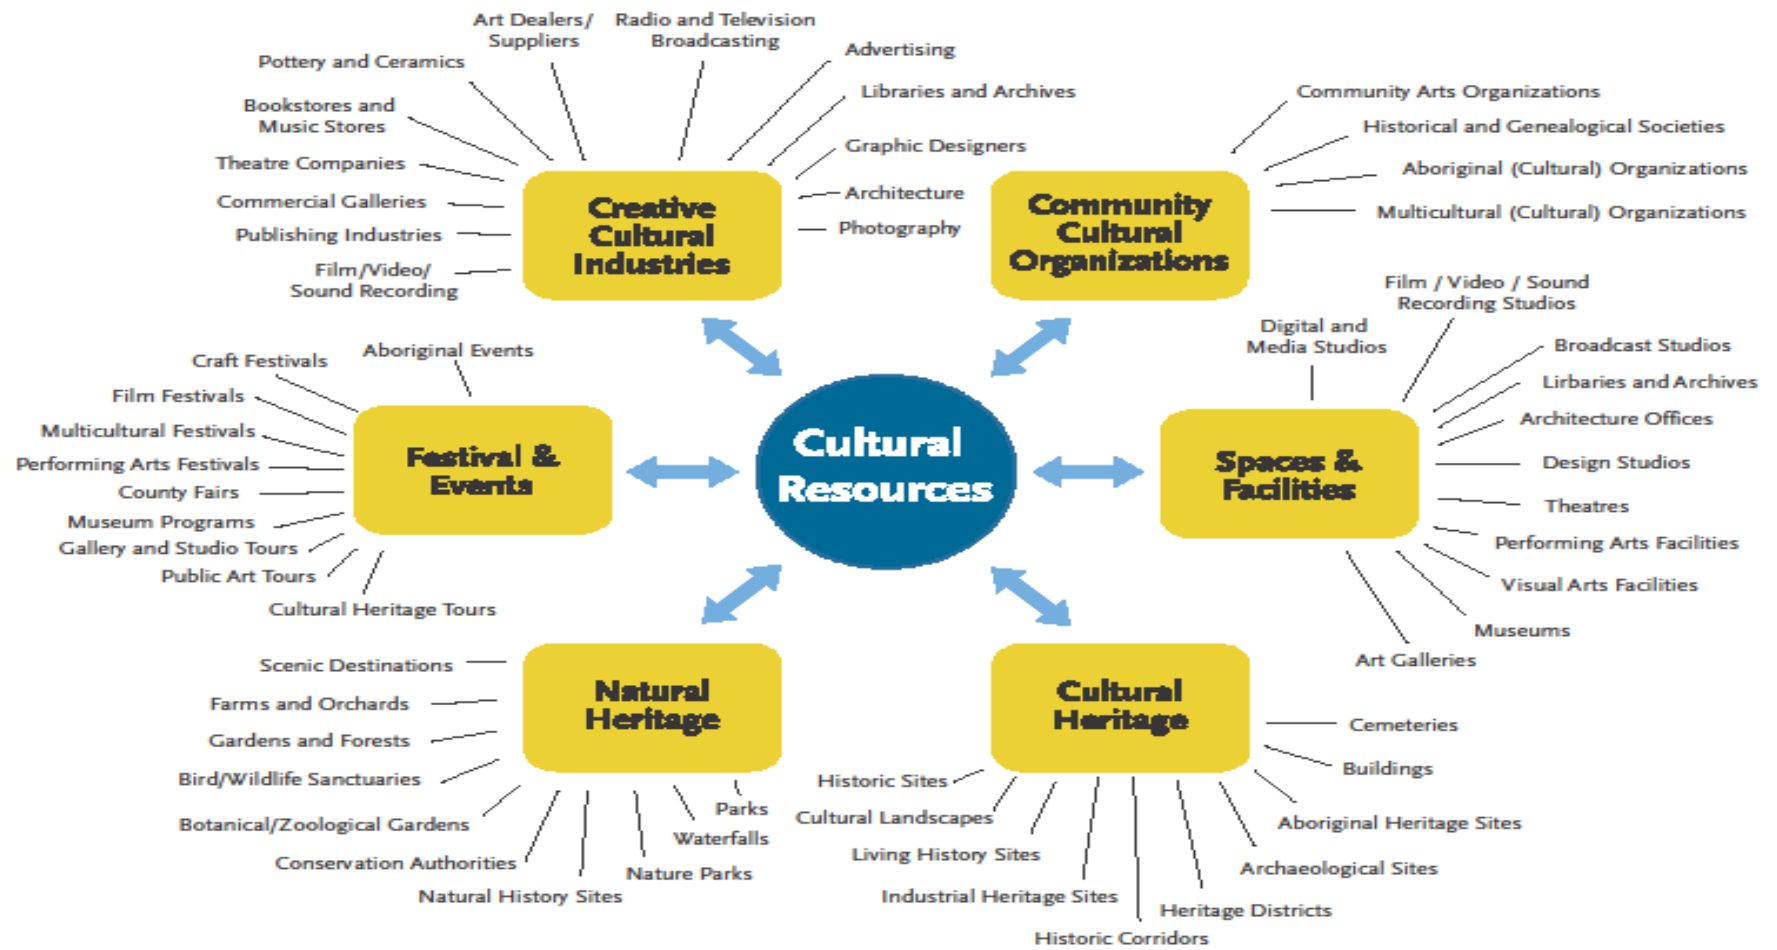 Art Dealers/
Suppliers
Radio and Television
Broadcasting
Pottery and Ceramics
Advertising
Bookstores and
Music Stores
Libraries and Archives
Theatre Companies
Graphic Designers
Commercial Galleries
Architecture
Publishing Industries
Photography
Film/Video/
Sound Recording
Creative
Cultural
Industries
Community Arts Organizations
Historical and Genealogical Societies
Aboriginal (Cultural) Organizations
Multicultural (Cultural) Organizations
Community
Cultural
Organizations
Aboriginal Events
Craft Festivals
Film Festivals
Multicultural Festivals
Performing Arts Festivals
County Fairs
Museum Programs
Gallery and Studio Tours
Public Art Tours
Cultural Heritage Tours
Festival &
Events
Cultural
Resources
Film / Video / Sound
Recording Studios
Digital and
Media Studios
Broadcast Studios
Lirbaries and Archives
Architecture Offices
Design Studios
Theatres
Performing Arts Facilities
Visual Arts Facilities
Museums
Art Galleries
Spaces &
Facilities
Scenic Destinations
Farms and Orchards
Gardens and Forests
Bird/Wildlife Sanctuaries
Botanical/Zoological Gardens
Conservation Authorities
Natural History Sites
Nature Parks
Waterfalls
Parks
Natural
Heritage
Cultural
Heritage
Cemeteries
Buildings
Aboriginal Heritage Sites
Archaeological Sites
Heritage Districts
Historic Corridors
Industrial Heritage Sites
Living History Sites
Cultural Landscapes
Historic Sites